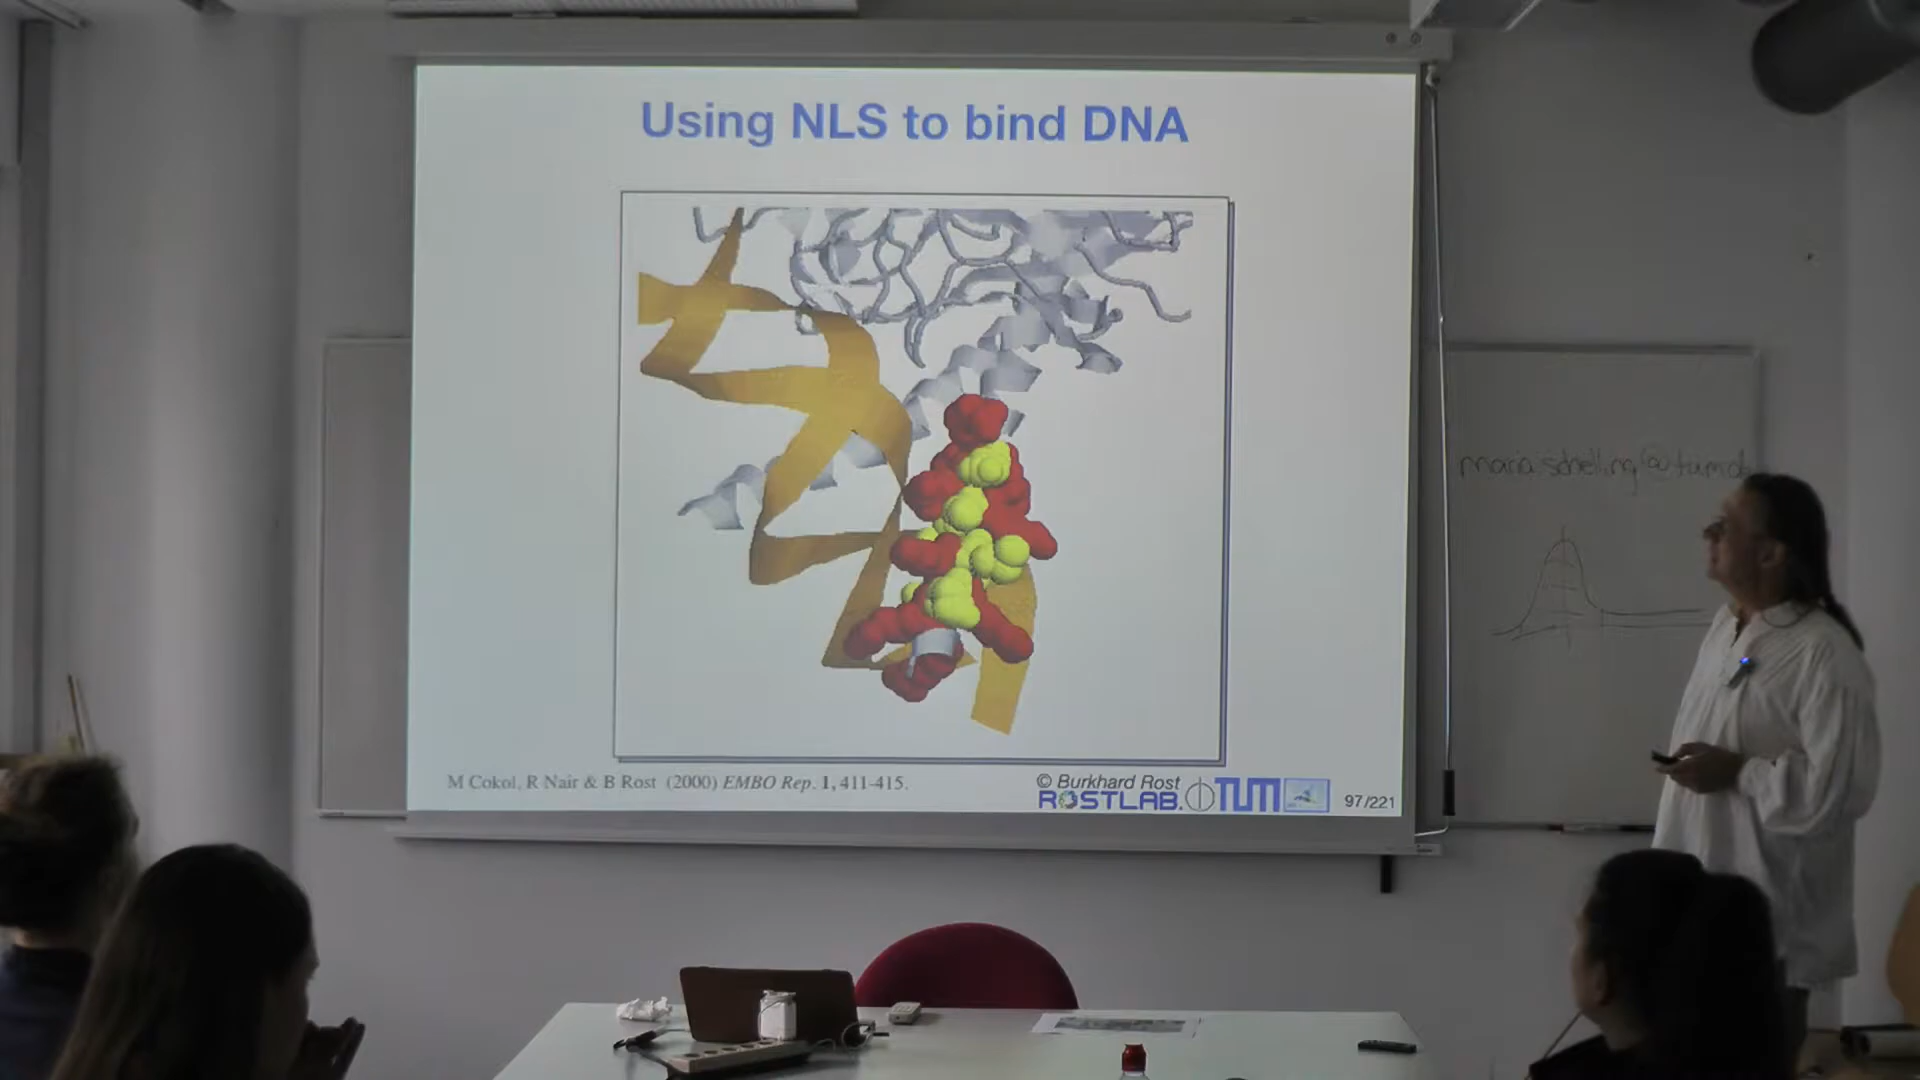 Using NLS to bind DNA
M Cokol, R Nair & B Rost (2000) EMBO Rep. 1, 411-415.
© Burkhard Rost
ROSTLAB.
TUM
97/221